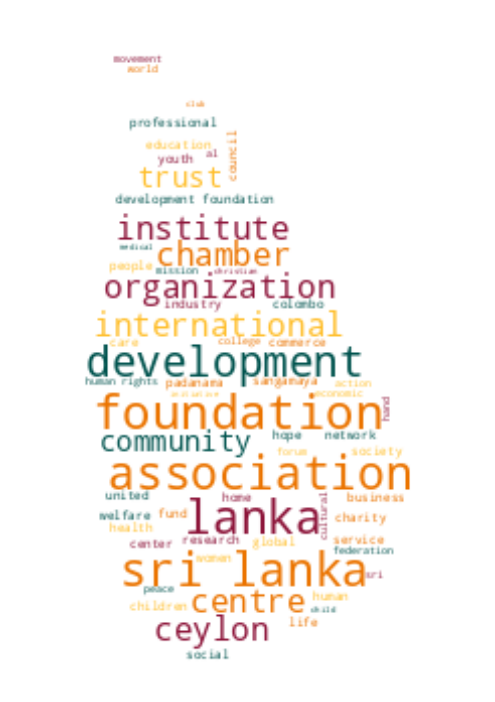 movement
world
club
professional
council
education
youth al
trust
development foundation
institute
medical
chamber
people mission christian
organization
industry colombo
international
care college commerce
development
human rights padanama sangamaya action
initiative economic
foundation hand
community hope network
forum society
association
united home business
welfare fund lanka cultural charity
health
center research global service
women federation
sri lanka sri
peace
children centre human
child
ceylon life
social